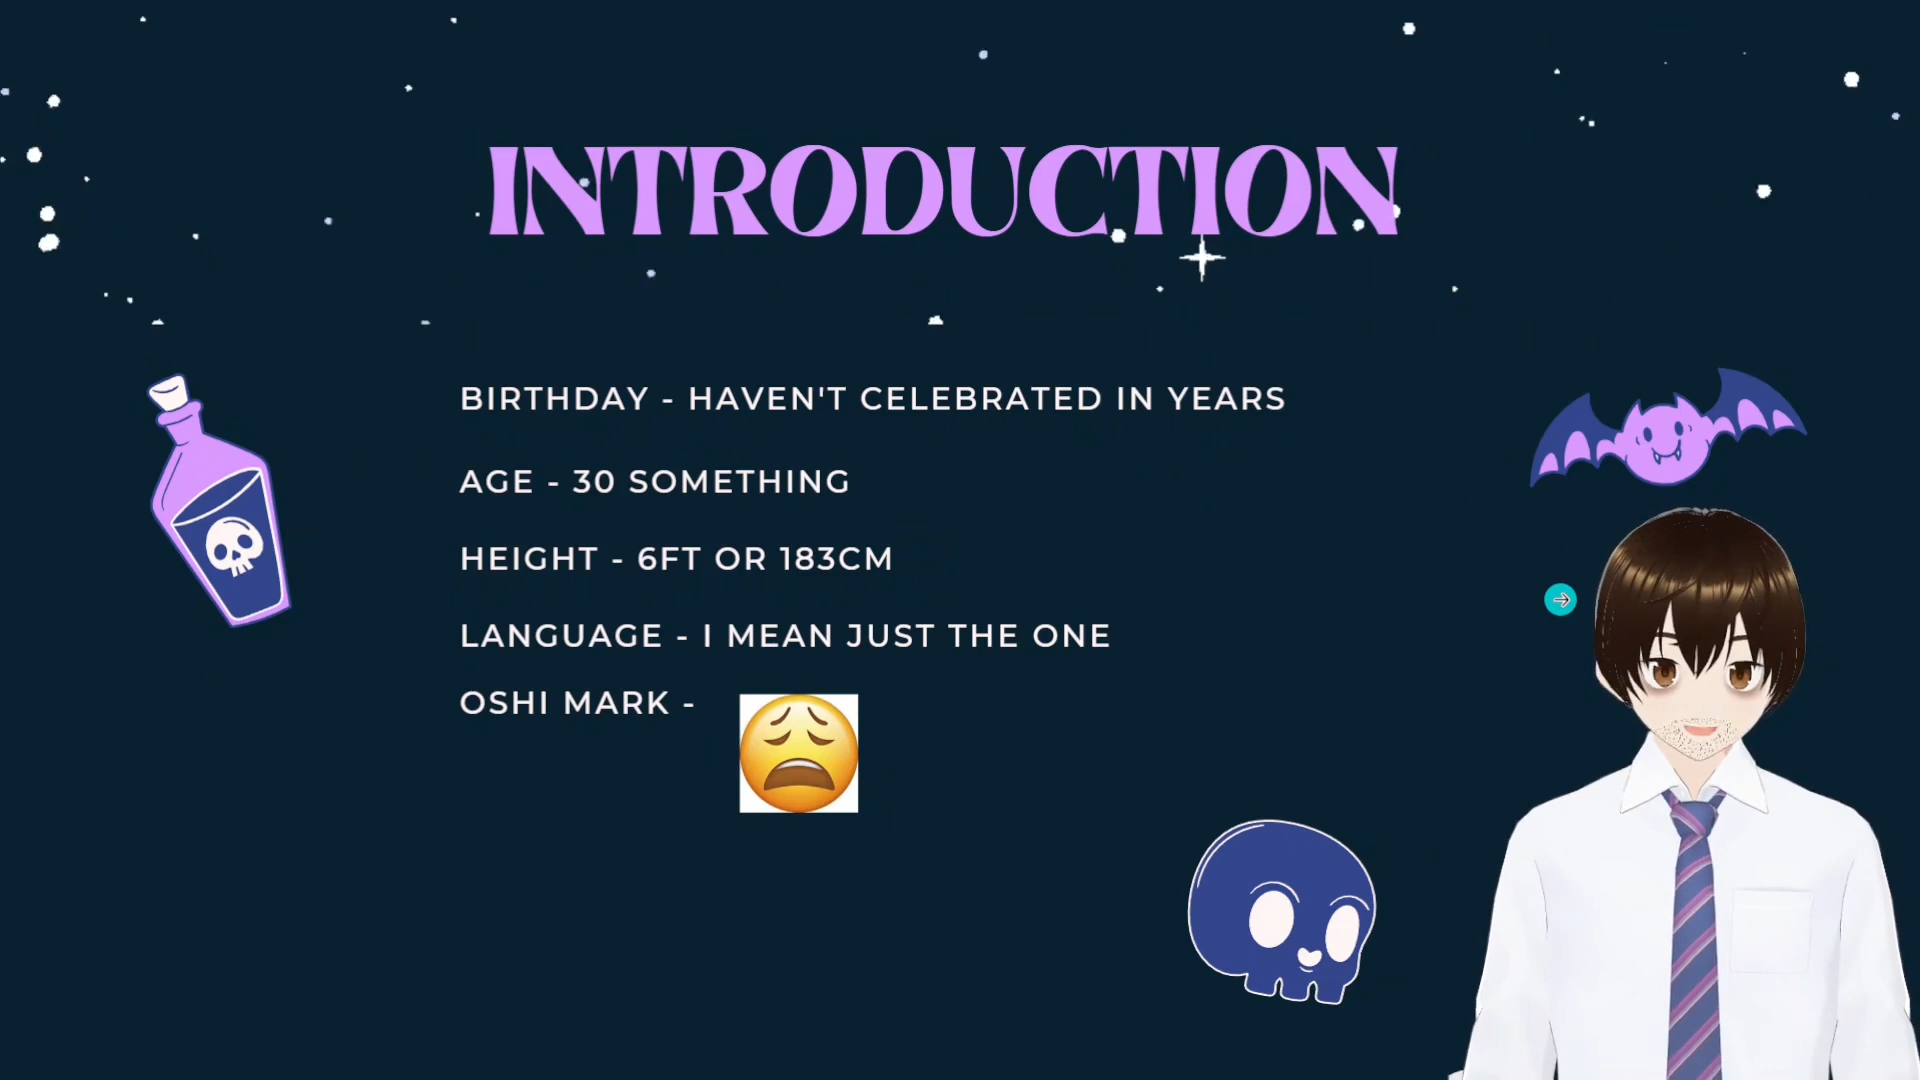 INTRODUCTION
BIRTHDAY - HAVEN'T CELEBRATED IN YEARS
AGE - 30 SOMETHING
HEIGHT - 6FT OR 183CM
LANGUAGE - I MEAN JUST THE ONE
OSHI MARK -